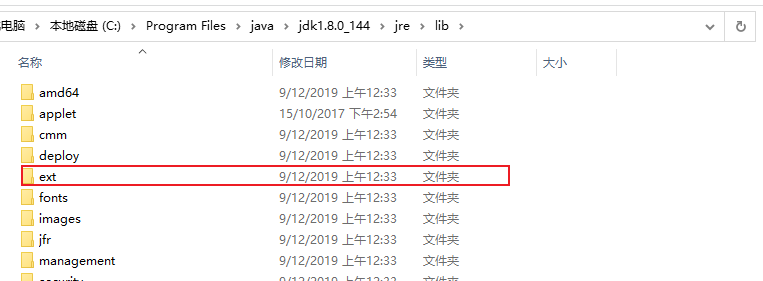 电脑 › 本地磁盘 (C:) › Program Files › java › jdk1.8.0_144 › jre › lib ›
名称 修改日期 类型 大小
amd64 9/12/2019 上午12:33 文件夹
applet 15/10/2017 下午2:54 文件夹
cmm 9/12/2019 上午12:33 文件夹
deploy 9/12/2019 上午12:33 文件夹
ext 9/12/2019 上午12:33 文件夹
fonts 9/12/2019 上午12:33 文件夹
images 9/12/2019 上午12:33 文件夹
jfr 9/12/2019 上午12:33 文件夹
management 9/12/2019 上午12:33 文件夹